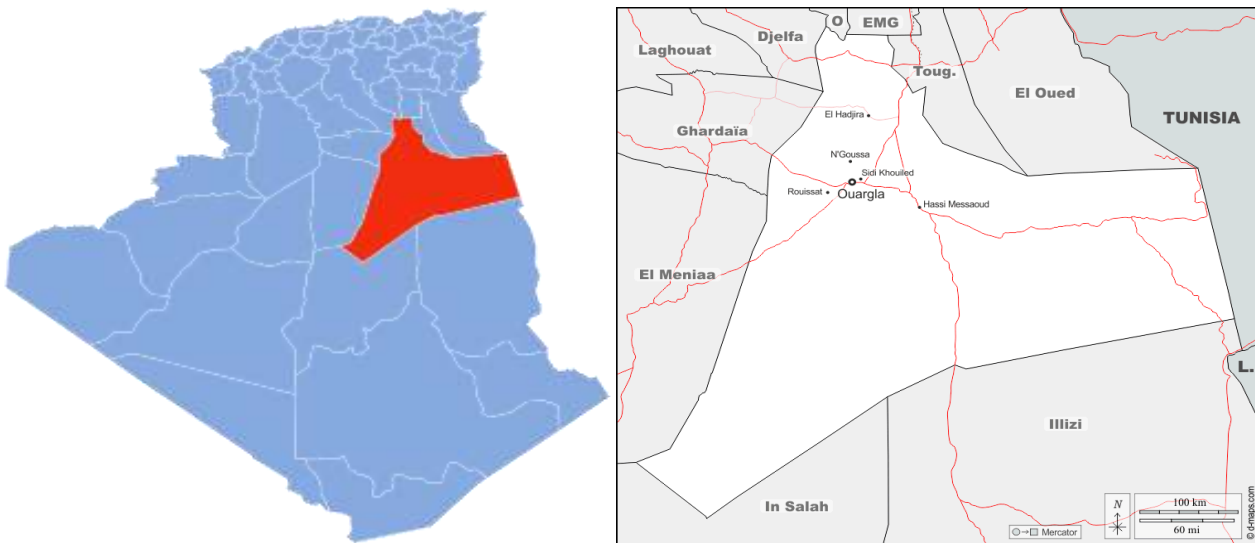 O
EMG
Djelfa
Laghouat
Toug.
El Oued
TUNISIA
El Hadjira
Ghardaïa
N'Goussa
Sidi Khouiled
Rouissat
Ouargla
Hassi Messaoud
El Meniaa
L.
Illizi
In Salah
N
100 km
60 mi
Mercator
© d-maps.com